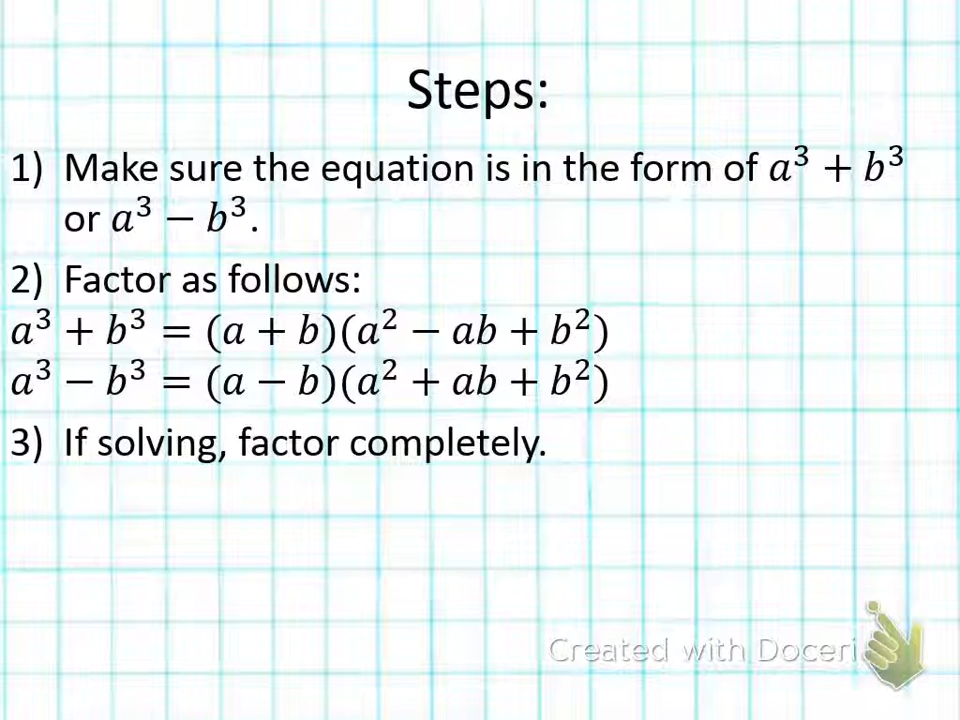 Steps:
1) Make sure the equation is in the form of a³ + b³
or a³ − b³.
2) Factor as follows:
a³ + b³ = (a + b)(a² − ab + b²)
a³ − b³ = (a − b)(a² + ab + b²)
3) If solving, factor completely.
Created with Doceri